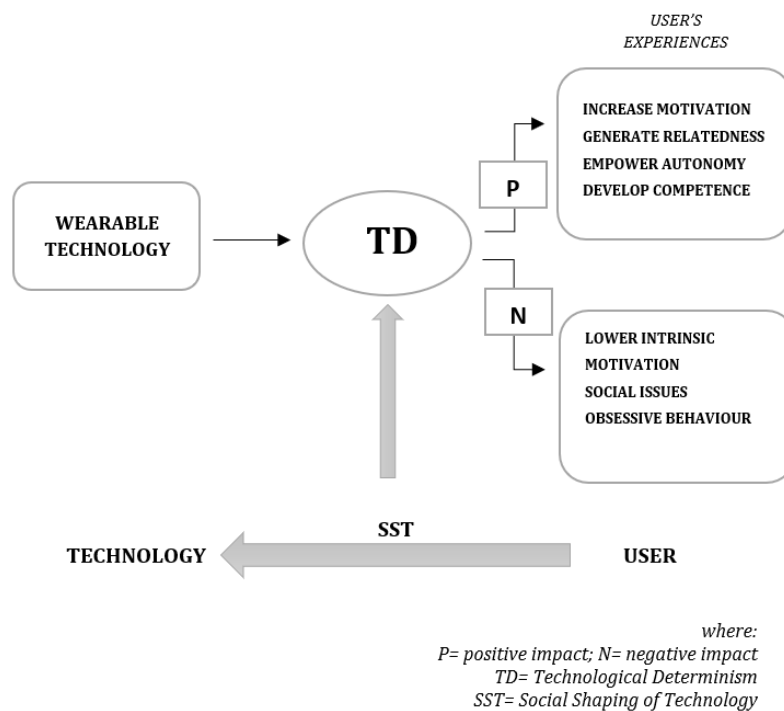 USER'S
EXPERIENCES
INCREASE MOTIVATION
GENERATE RELATEDNESS
EMPOWER AUTONOMY
DEVELOP COMPETENCE
P
WEARABLE
TECHNOLOGY
TD
N
LOWER INTRINSIC
MOTIVATION
SOCIAL ISSUES
OBSESSIVE BEHAVIOUR
SST
TECHNOLOGY
USER
where:
P= positive impact; N= negative impact
TD= Technological Determinism
SST= Social Shaping of Technology